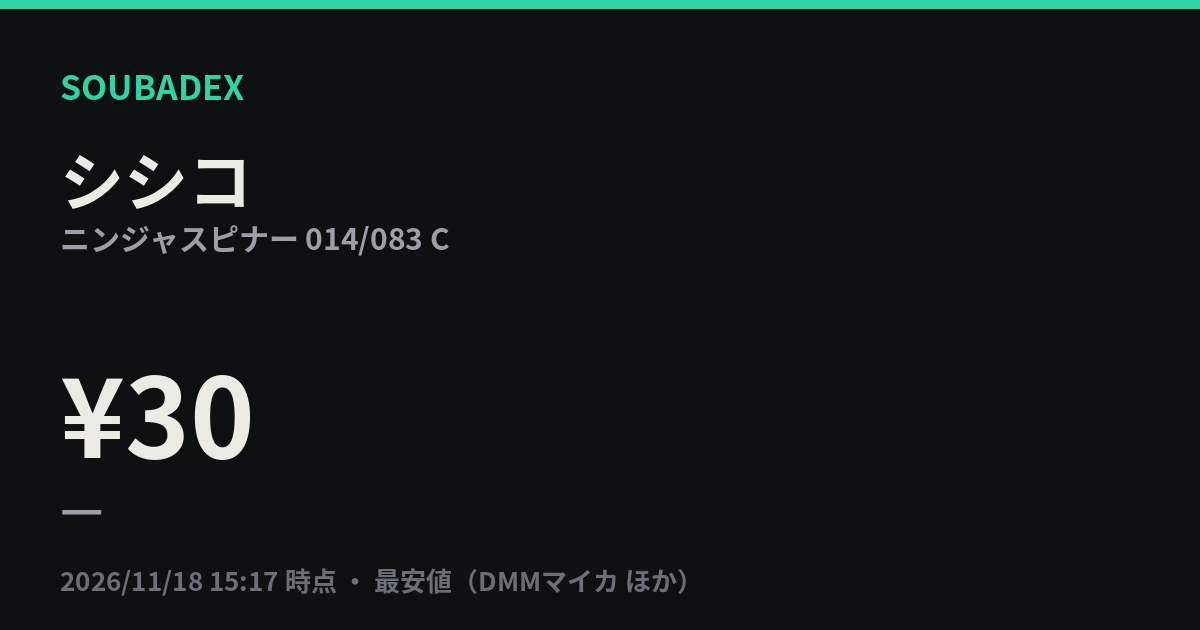 SOUBADEX
シシコ
ニンジャスピナー 014/083 C
¥30
—
2026/11/18 15:17 時点 ・ 最安値（DMMマイカ ほか）